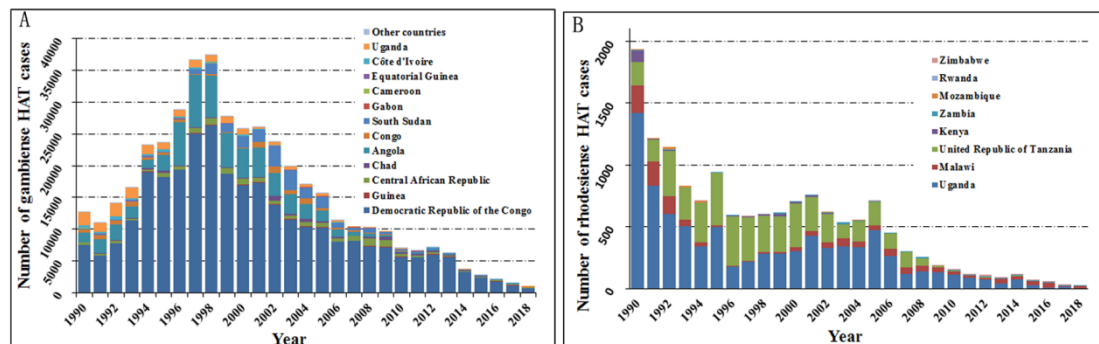 A
Number of gambiense HAT cases
40000
35000
30000
25000
20000
15000
10000
5000
0
Other countries
Uganda
Côte d'Ivoire
Equatorial Guinea
Cameroon
Gabon
South Sudan
Congo
Angola
Chad
Central African Republic
Guinea
Democratic Republic of the Congo
1990
1992
1994
1996
1998
2000
2002
2004
2006
2008
2010
2012
2014
2016
2018
Year
B
Number of rhodesiense HAT cases
2000
1500
1000
500
0
Zimbabwe
Rwanda
Mozambique
Zambia
Kenya
United Republic of Tanzania
Malawi
Uganda
1990
1992
1994
1996
1998
2000
2002
2004
2006
2008
2010
2012
2014
2016
2018
Year